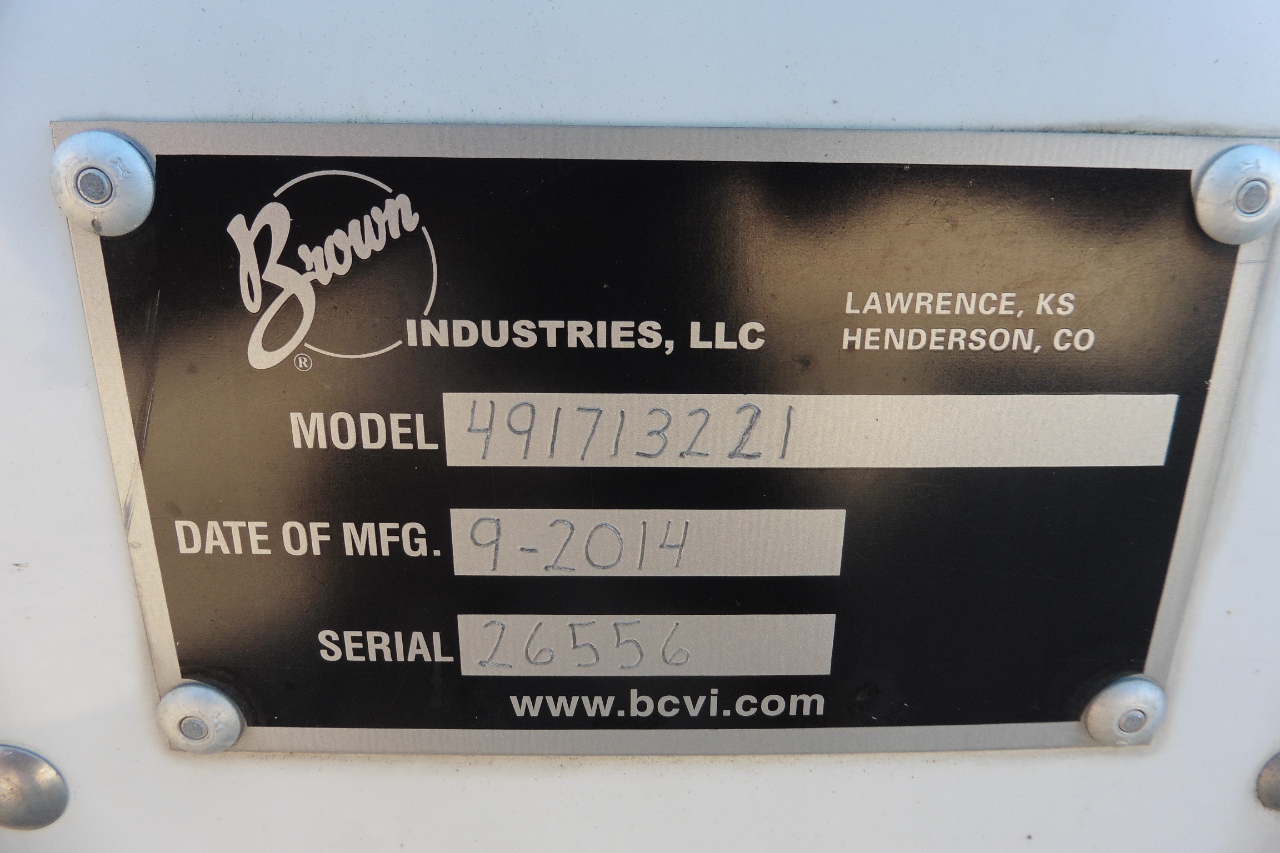 Brown
®
INDUSTRIES, LLC
LAWRENCE, KS
HENDERSON, CO
MODEL 491713221
DATE OF MFG. 9-2014
SERIAL 26556
www.bcvi.com